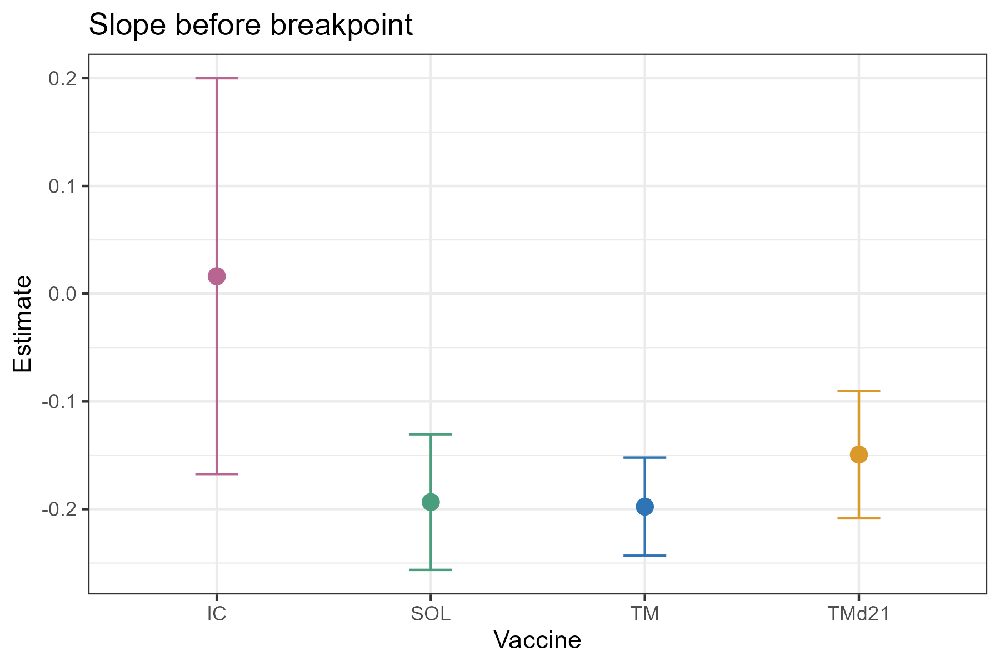 Slope before breakpoint
0.2
0.1
0.0
-0.1
-0.2
Estimate
IC
SOL
TM
TMd21
Vaccine